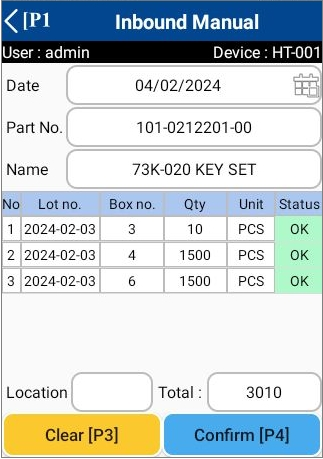 [P1 Inbound Manual
User : admin Device : HT-001
Date 04/02/2024
Part No. 101-0212201-00
Name 73K-020 KEY SET
No Lot no. Box no. Qty Unit Status
1 2024-02-03 3 10 PCS OK
2 2024-02-03 4 1500 PCS OK
3 2024-02-03 6 1500 PCS OK
Location Total : 3010
Clear [P3] Confirm [P4]